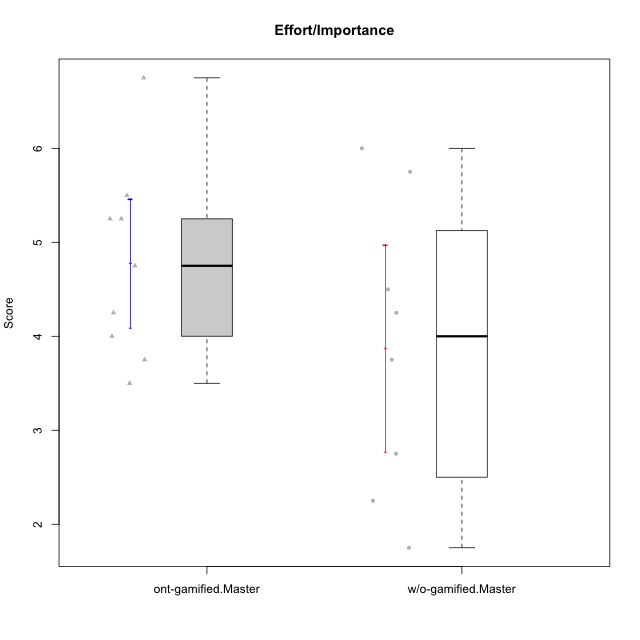 Effort/Importance
Score
6
5
4
3
2
ont-gamified.Master
w/o-gamified.Master